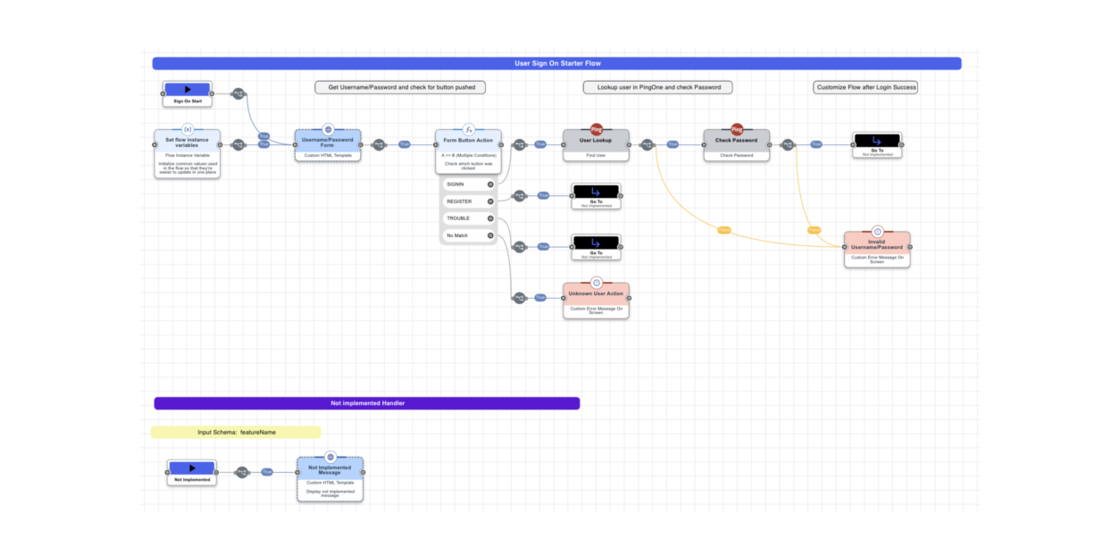 User Sign On Starter Flow
Get Username/Password and check for button pushed
Lookup user in PingOne and check Password
Customize Flow after Login Success
Sign On Start
Set flow instance
variables
Flow Instance Variable
Initialize common values used
in the flow so that they're
easier to update in one place
True
True
Username/Password
Form
Custom HTML Template
True
Form Button Action
A == B (Multiple Conditions)
Check which button was
clicked
SIGNIN
REGISTER
TROUBLE
No Match
True
Ping
User Lookup
Find User
True
Ping
Check Password
Check Password
True
Go To
Not Implemented
True
Go To
Not Implemented
True
Go To
Not Implemented
True
Unknown User Action
Custom Error Message On
Screen
Invalid
Username/Password
Custom Error Message On
Screen
Not implemented Handler
Input Schema: featureName
Not Implemented
True
Not Implemented
Message
Custom HTML Template
Display not implemented
message